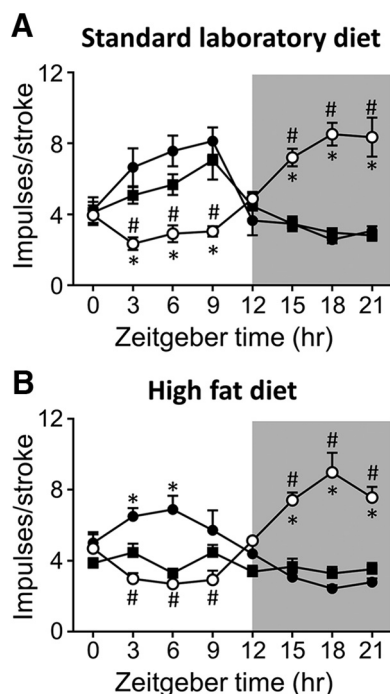 A
Standard laboratory diet
12
8
4
0
Impulses/stroke
# # # # # #
* * * * * *
0 3 6 9 12 15 18 21
Zeitgeber time (hr)
B
High fat diet
12
8
4
0
Impulses/stroke
* * # # #
* * *
# # #
0 3 6 9 12 15 18 21
Zeitgeber time (hr)